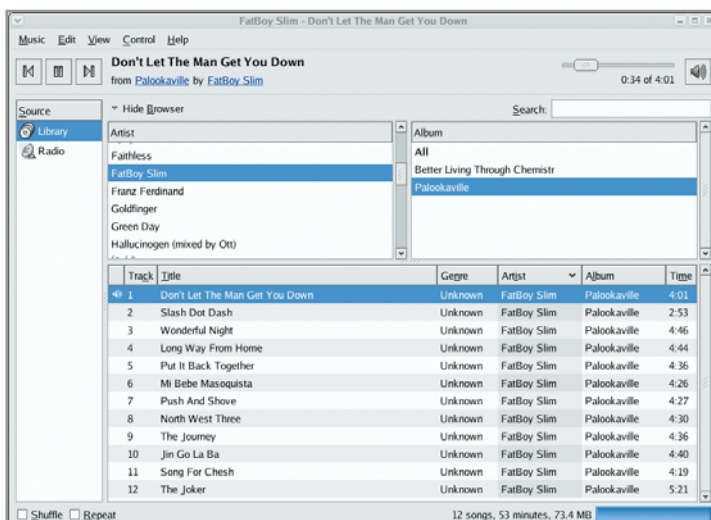 FatBoy Slim - Don't Let The Man Get You Down
Music Edit View Control Help
Don't Let The Man Get You Down
from Palookaville by FatBoy Slim
0:34 of 4:01
Source
Library
Radio
Hide Browser
Search:
Artist
Faithless
FatBoy Slim
Franz Ferdinand
Goldfinger
Green Day
Hallucinogen (mixed by Ott)
Album
All
Better Living Through Chemistr
Palookaville
Track Title Genre Artist Album Time
1 Don't Let The Man Get You Down Unknown FatBoy Slim Palookaville 4:01
2 Slash Dot Dash Unknown FatBoy Slim Palookaville 2:53
3 Wonderful Night Unknown FatBoy Slim Palookaville 4:46
4 Long Way From Home Unknown FatBoy Slim Palookaville 4:44
5 Put It Back Together Unknown FatBoy Slim Palookaville 4:36
6 Mi Bebe Masoquista Unknown FatBoy Slim Palookaville 4:26
7 Push And Shove Unknown FatBoy Slim Palookaville 4:27
8 North West Three Unknown FatBoy Slim Palookaville 4:30
9 The Journey Unknown FatBoy Slim Palookaville 4:36
10 Jin Go La Ba Unknown FatBoy Slim Palookaville 4:40
11 Song For Chesh Unknown FatBoy Slim Palookaville 4:19
12 The Joker Unknown FatBoy Slim Palookaville 5:21
Shuffle Repeat
12 songs, 53 minutes, 73.4 MB